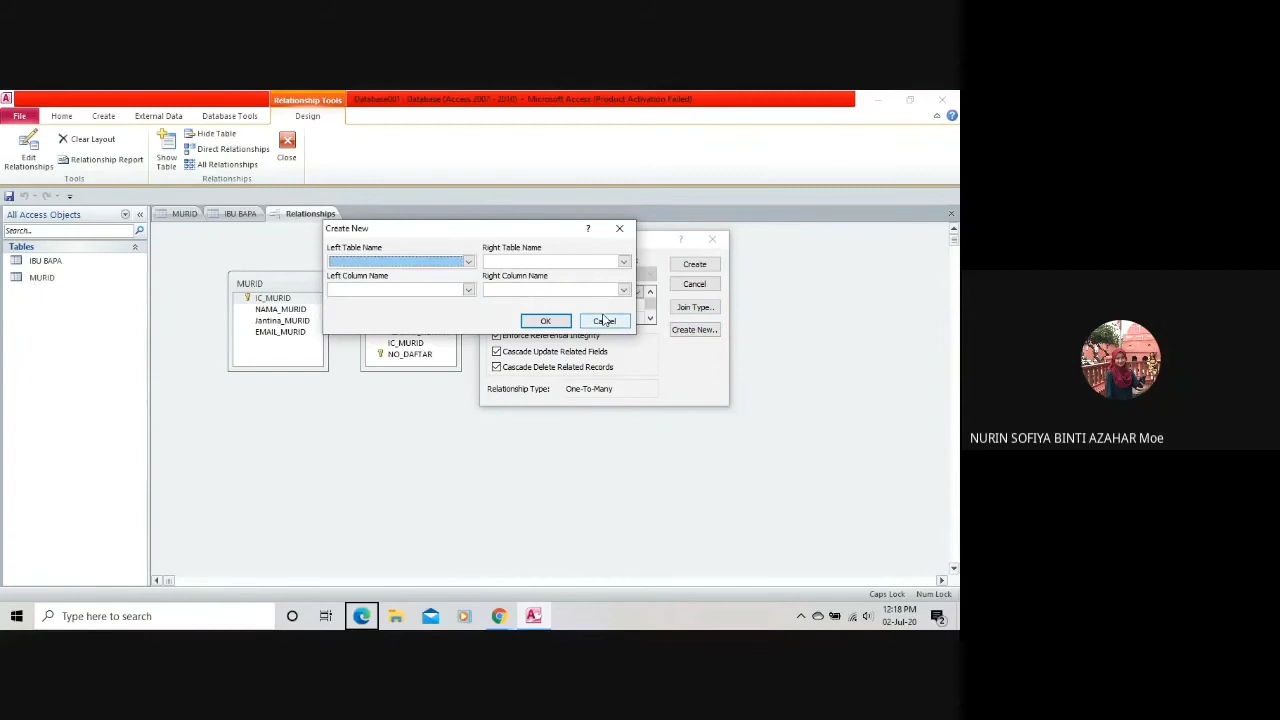 Relationship Tools
Database001 : Database (Access 2007 - 2010) - Microsoft Access (Product Activation Failed)
File
Home
Create
External Data
Database Tools
Design
Edit Relationships
Clear Layout
Relationship Report
Tools
Show Table
Hide Table
Direct Relationships
All Relationships
Relationships
Close
All Access Objects
Search...
Tables
IBU BAPA
MURID
MURID
IBU BAPA
Relationships
MURID
IC_MURID
NAMA_MURID
Jantina_MURID
EMAIL_MURID
IC_MURID
NO_DAFTAR
Create New
Left Table Name
Right Table Name
Left Column Name
Right Column Name
OK
Cancel
Create
Cancel
Join Type..
Create New..
Enforce Referential Integrity
Cascade Update Related Fields
Cascade Delete Related Records
Relationship Type:
One-To-Many
Caps Lock
Num Lock
Type here to search
12:18 PM
02-Jul-20
2
NURIN SOFIYA BINTI AZAHAR Moe